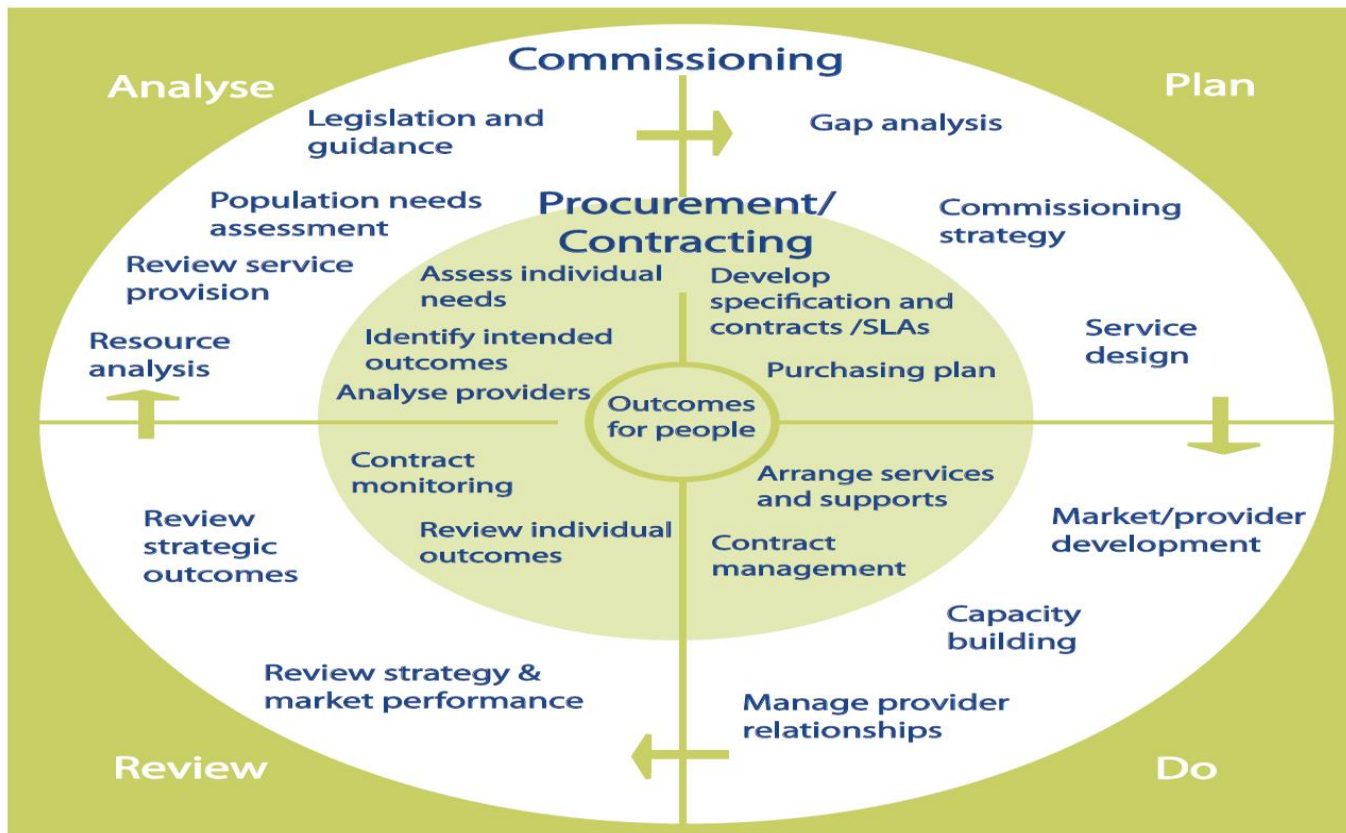 Commissioning
Analyse
Plan
Legislation and
guidance
Gap analysis
Population needs
assessment
Commissioning
strategy
Review service
provision
Resource
analysis
Service
design
Procurement/
Contracting
Assess individual
needs
Identify intended
outcomes
Analyse providers
Develop
specification and
contracts /SLAs
Purchasing plan
Outcomes
for people
Contract
monitoring
Review individual
outcomes
Arrange services
and supports
Contract
management
Review
strategic
outcomes
Market/provider
development
Capacity
building
Review strategy &
market performance
Manage provider
relationships
Review
Do